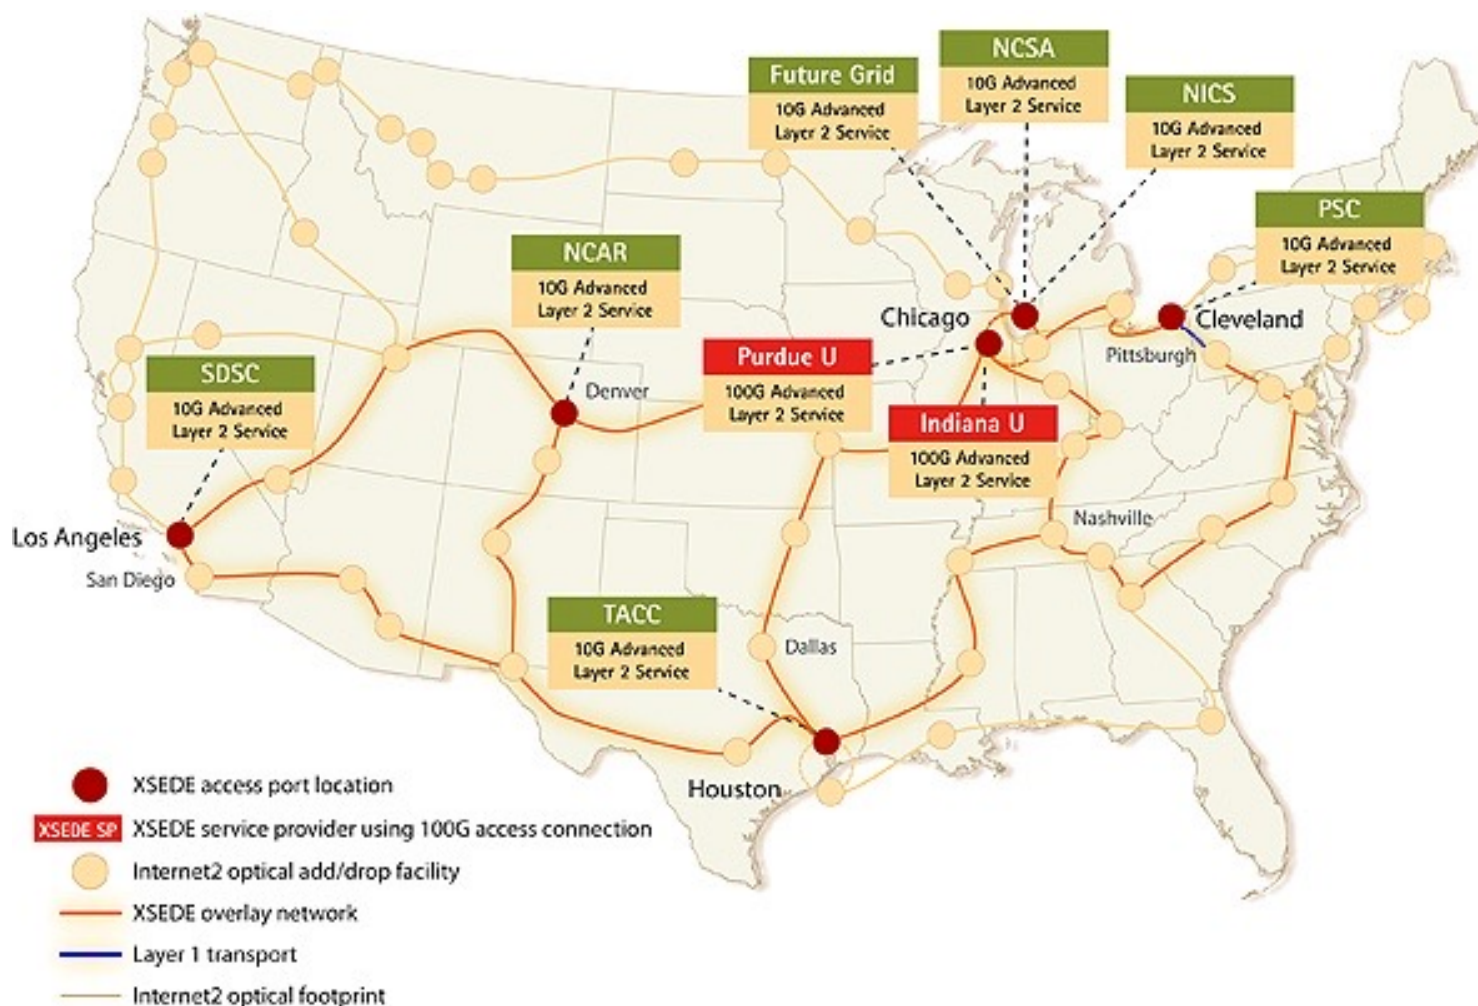 NCSA
10G Advanced
Layer 2 Service
Future Grid
10G Advanced
Layer 2 Service
NICS
10G Advanced
Layer 2 Service
PSC
10G Advanced
Layer 2 Service
NCAR
10G Advanced
Layer 2 Service
Chicago
Cleveland
Pittsburgh
Purdue U
100G Advanced
Layer 2 Service
SDSC
10G Advanced
Layer 2 Service
Denver
Indiana U
100G Advanced
Layer 2 Service
Los Angeles
San Diego
Nashville
TACC
10G Advanced
Layer 2 Service
Dallas
Houston
XSEDE access port location
XSEDE SP XSEDE service provider using 100G access connection
Internet2 optical add/drop facility
XSEDE overlay network
Layer 1 transport
Internet2 optical footprint